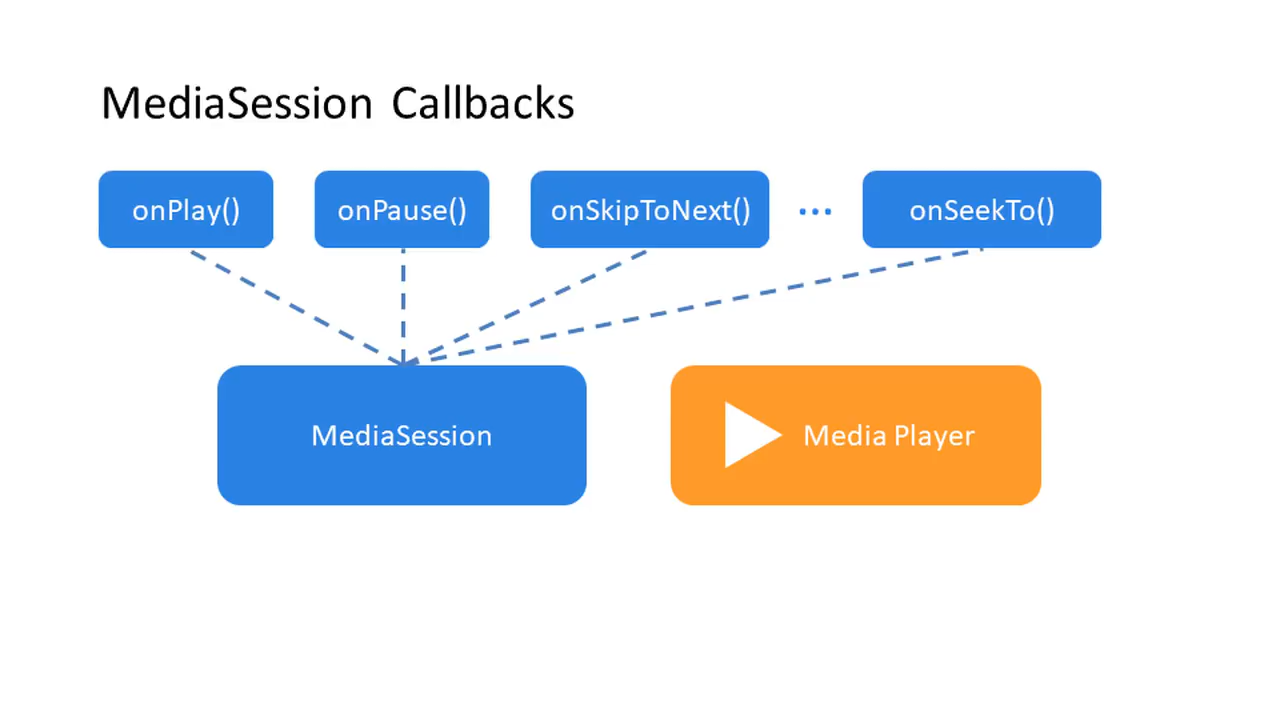 MediaSession Callbacks
onPlay()
onPause()
onSkipToNext()
...
onSeekTo()
MediaSession
Media Player